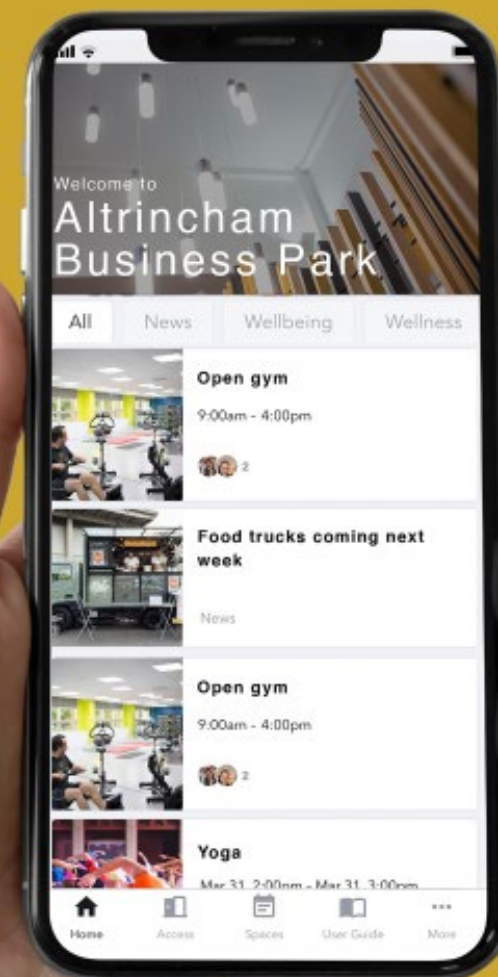 Welcome to
Altrincham
Business Park
All News Wellbeing Wellness
Open gym
9:00am - 4:00pm
2
Food trucks coming next
week
News
Open gym
9:00am - 4:00pm
2
Yoga
Mar 31, 2:00pm - Mar 31, 3:00pm
Home Access Spaces User Guide More